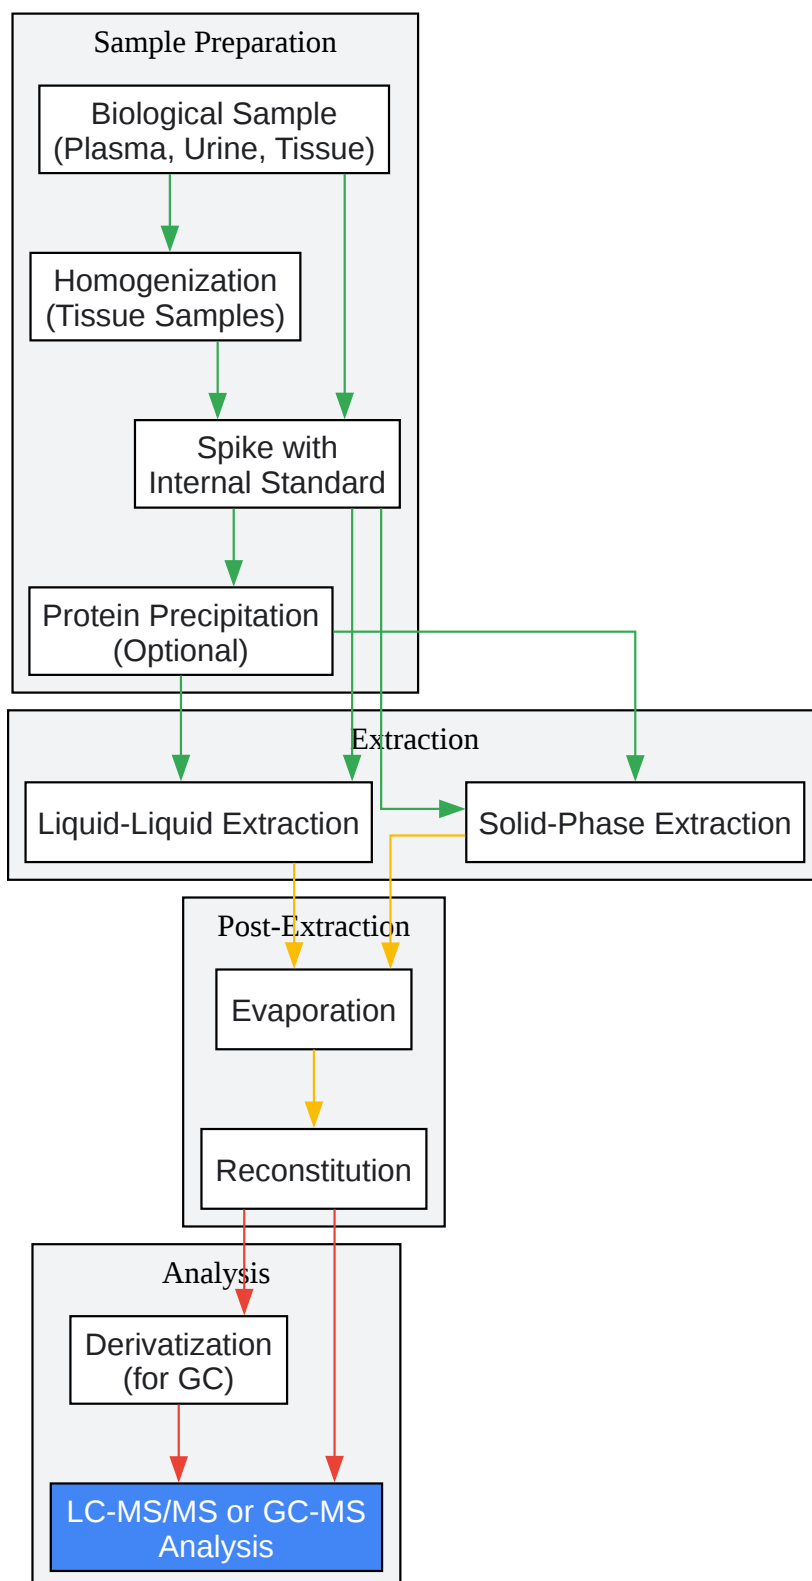 Sample Preparation
Biological Sample
(Plasma, Urine, Tissue)
Homogenization
(Tissue Samples)
Spike with
Internal Standard
Protein Precipitation
(Optional)
Extraction
Liquid-Liquid Extraction
Solid-Phase Extraction
Post-Extraction
Evaporation
Reconstitution
Analysis
Derivatization
(for GC)
LC-MS/MS or GC-MS
Analysis